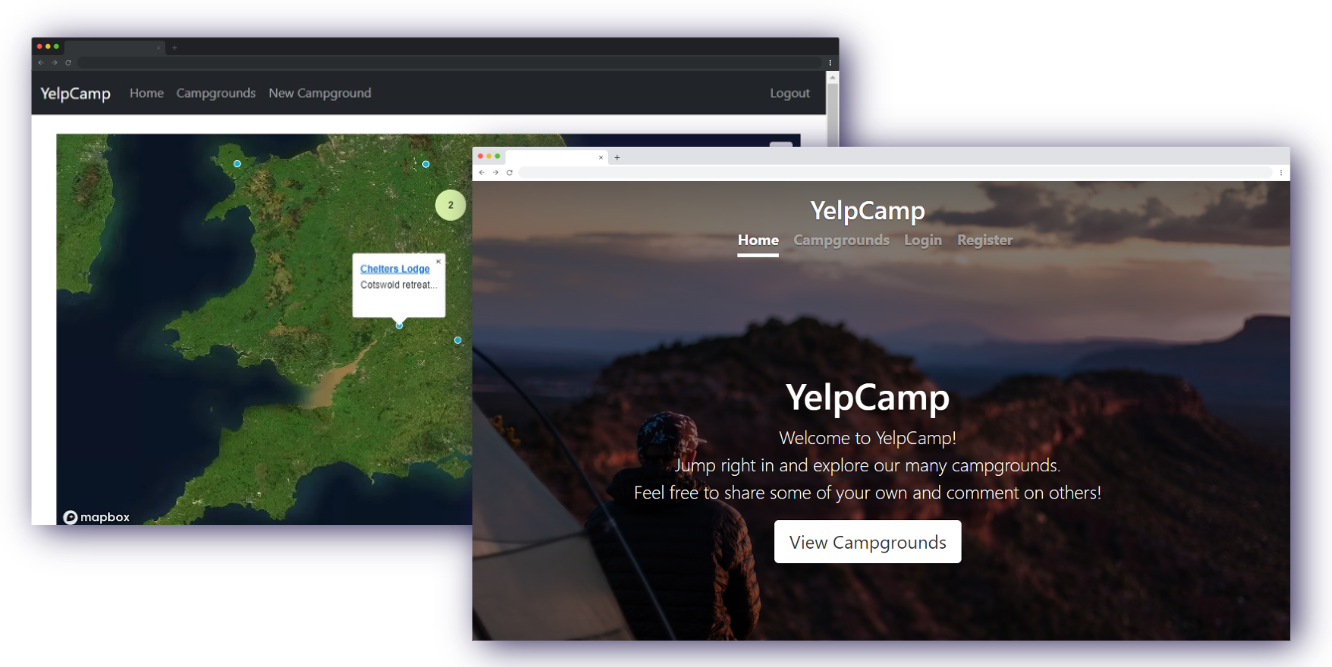 YelpCamp Home Campgrounds New Campground Logout
2
Chelters Lodge
Cotswold retreat...
mapbox
YelpCamp
Home Campgrounds Login Register
YelpCamp
Welcome to YelpCamp!
Jump right in and explore our many campgrounds.
Feel free to share some of your own and comment on others!
View Campgrounds